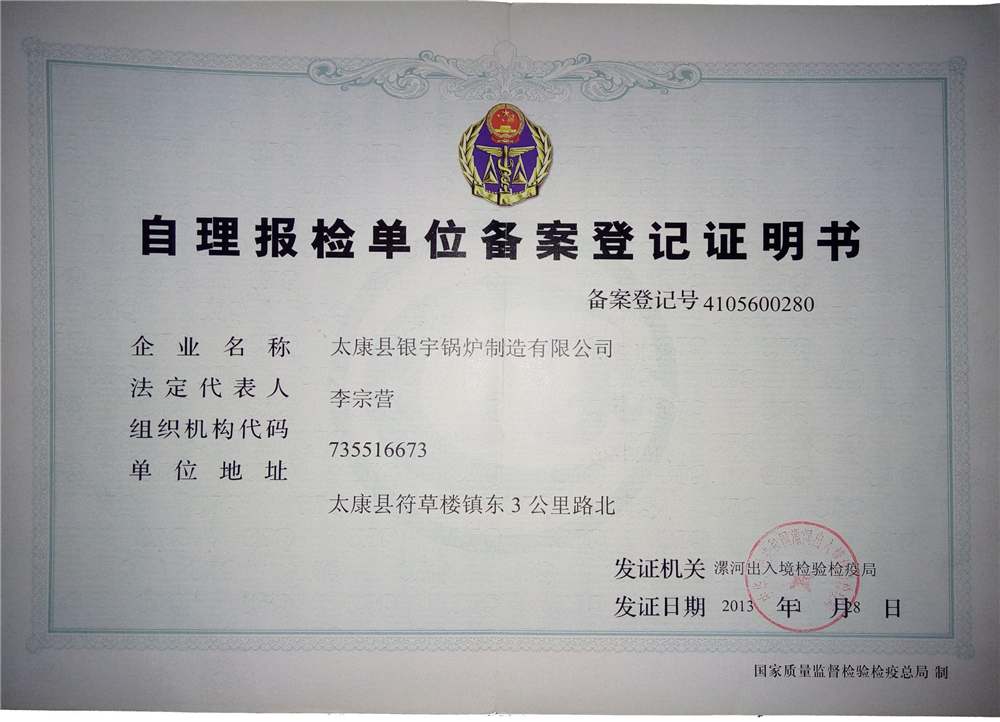 自理报检单位备案登记证明书
备案登记号 4105600280
企业名称 太康县银宇锅炉制造有限公司
法定代表人 李宗营
组织机构代码 735516673
单位地址 太康县符草楼镇东 3 公里路北
发证机关 漯河出入境检验检疫局
发证日期 2013 年 1 月 28 日
国家质量监督检验检疫总局 制